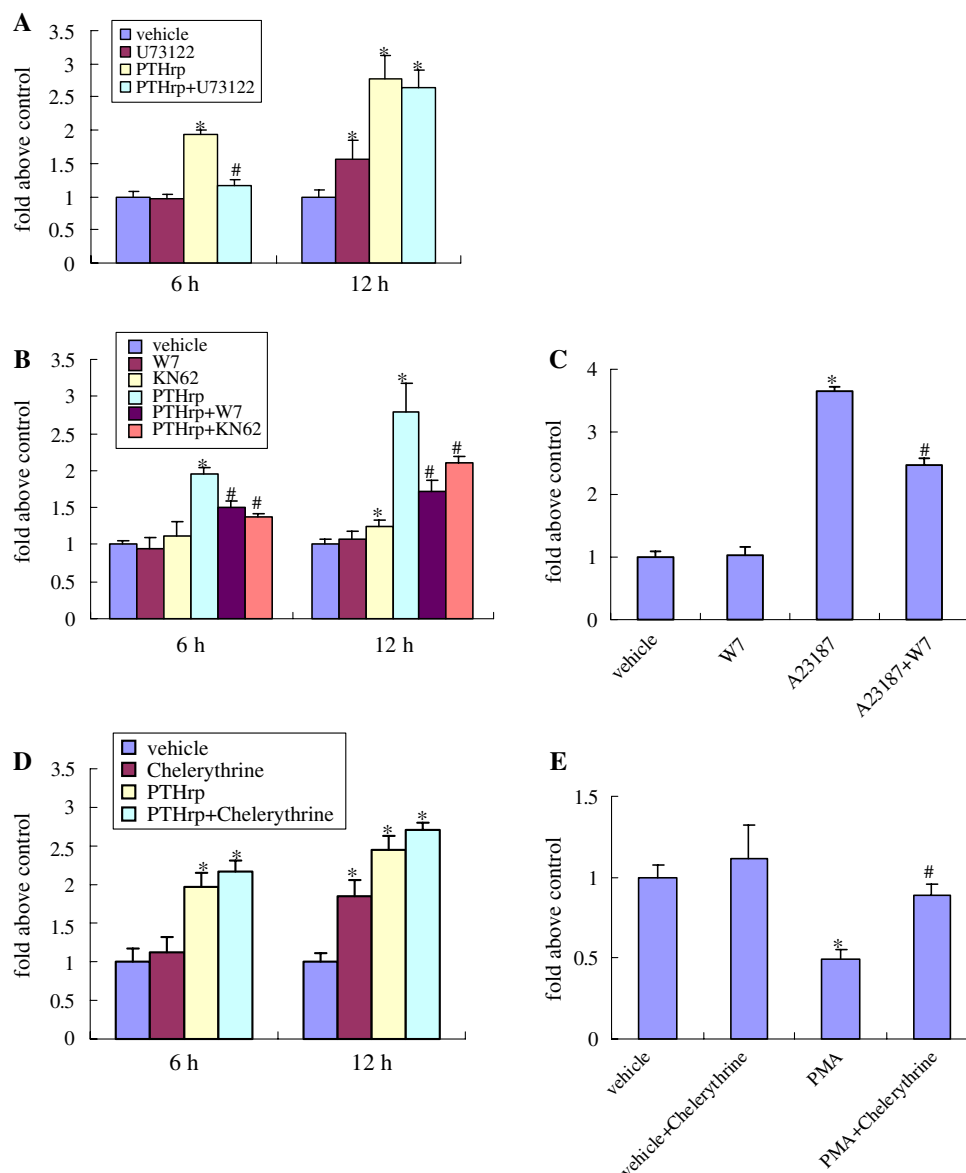 A
vehicle
U73122
PTHrp
PTHrp+U73122
fold above control
3.5
3
2.5
2
1.5
1
0.5
0
*
#
*
*
*
6 h
12 h
B
vehicle
W7
KN62
PTHrp
PTHrp+W7
PTHrp+KN62
fold above control
3.5
3
2.5
2
1.5
1
0.5
0
*
#
#
*
*
#
#
6 h
12 h
C
fold above control
4
3
2
1
0
*
#
vehicle
W7
A23187
A23187+W7
D
vehicle
Chelerythrine
PTHrp
PTHrp+Chelerythrine
fold above control
3.5
3
2.5
2
1.5
1
0.5
0
*
*
*
*
*
6 h
12 h
E
fold above control
1.5
1
0.5
0
*
#
vehicle
vehicle+Chelerythrine
PMA
PMA+Chelerythrine